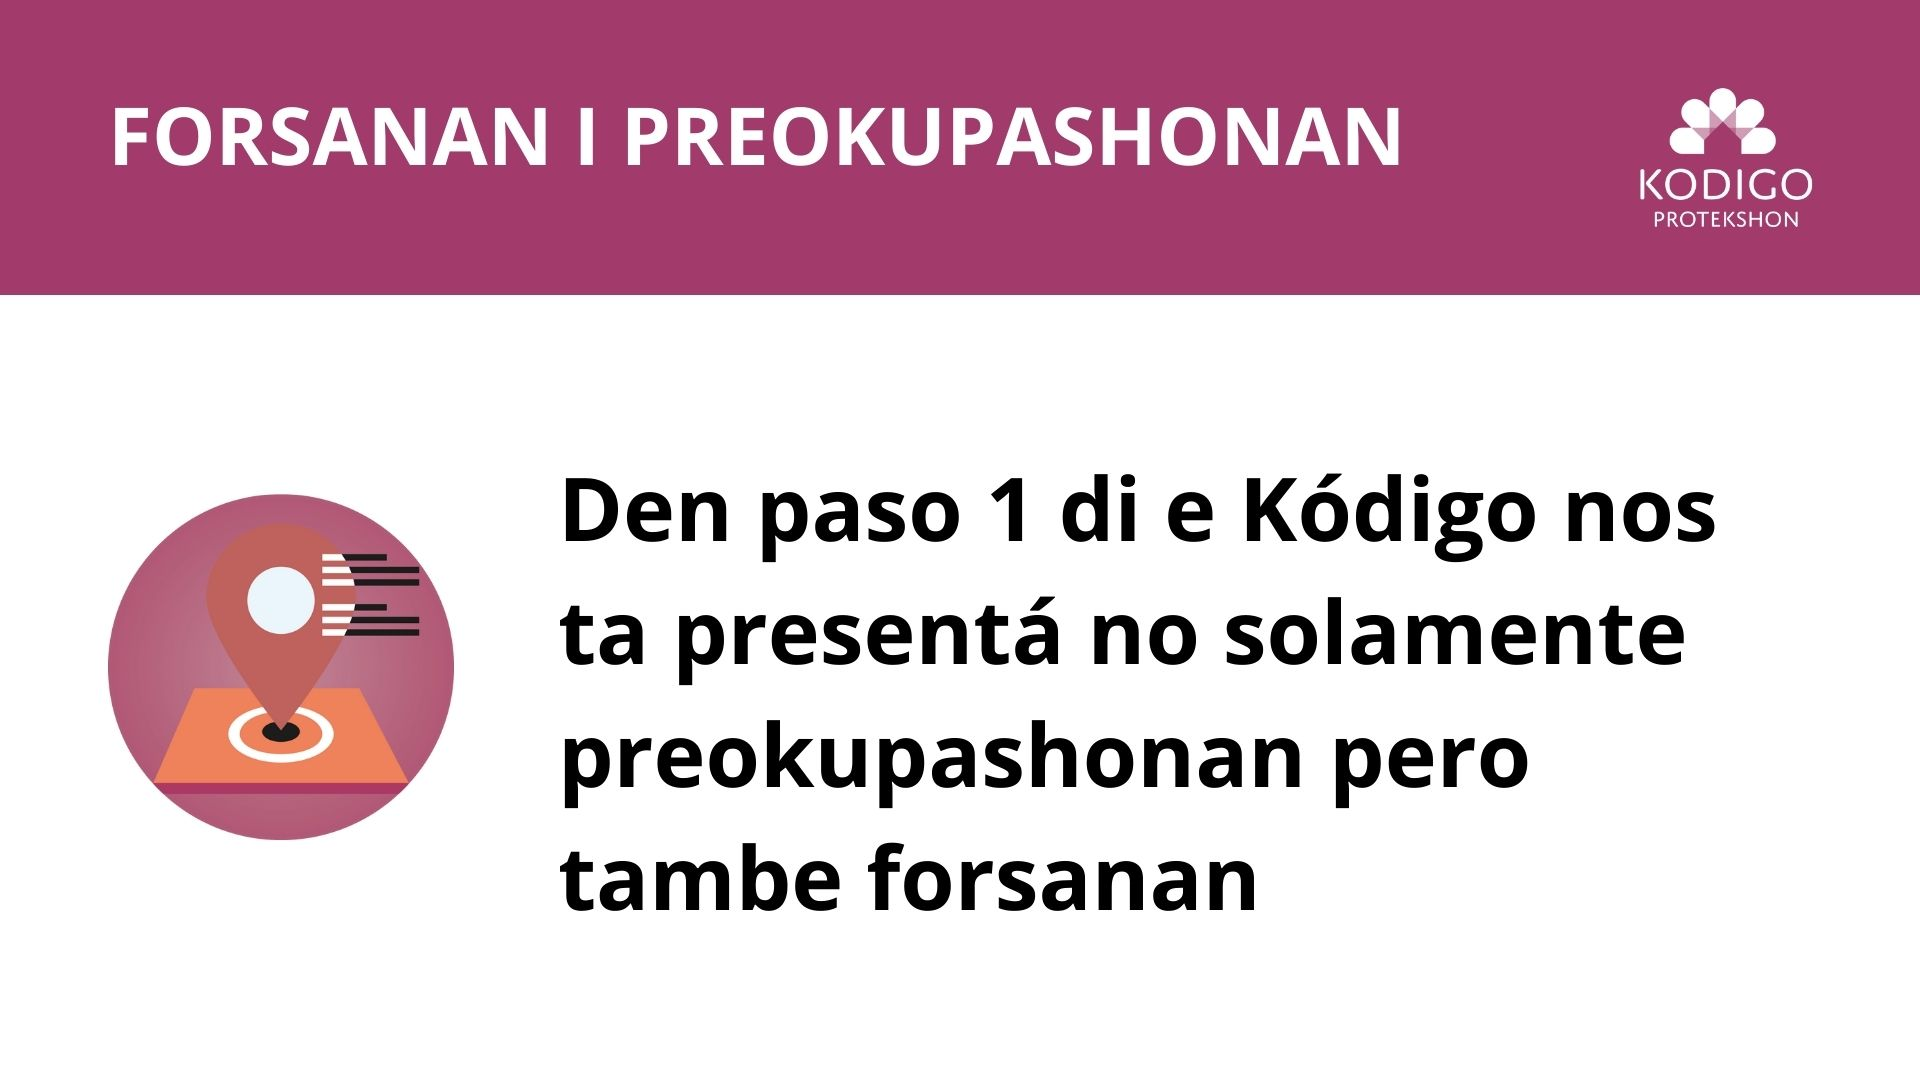 FORSANAN I PREOKUPASHONAN
KODIGO
PROTEKSHON
Den paso 1 di e Kódigo nos
ta presentá no solamente
preokupashonan pero
tambe forsanan